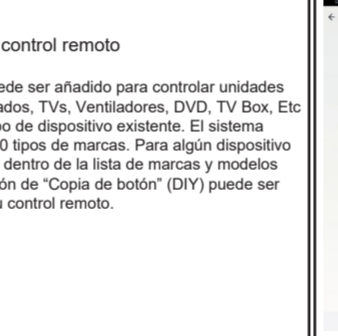 control remoto
ede ser añadido para controlar unidades
ados, TVs, Ventiladores, DVD, TV Box, Etc
po de dispositivo existente. El sistema
0 tipos de marcas. Para algún dispositivo
dentro de la lista de marcas y modelos
ón de “Copia de botón” (DIY) puede ser
u control remoto.